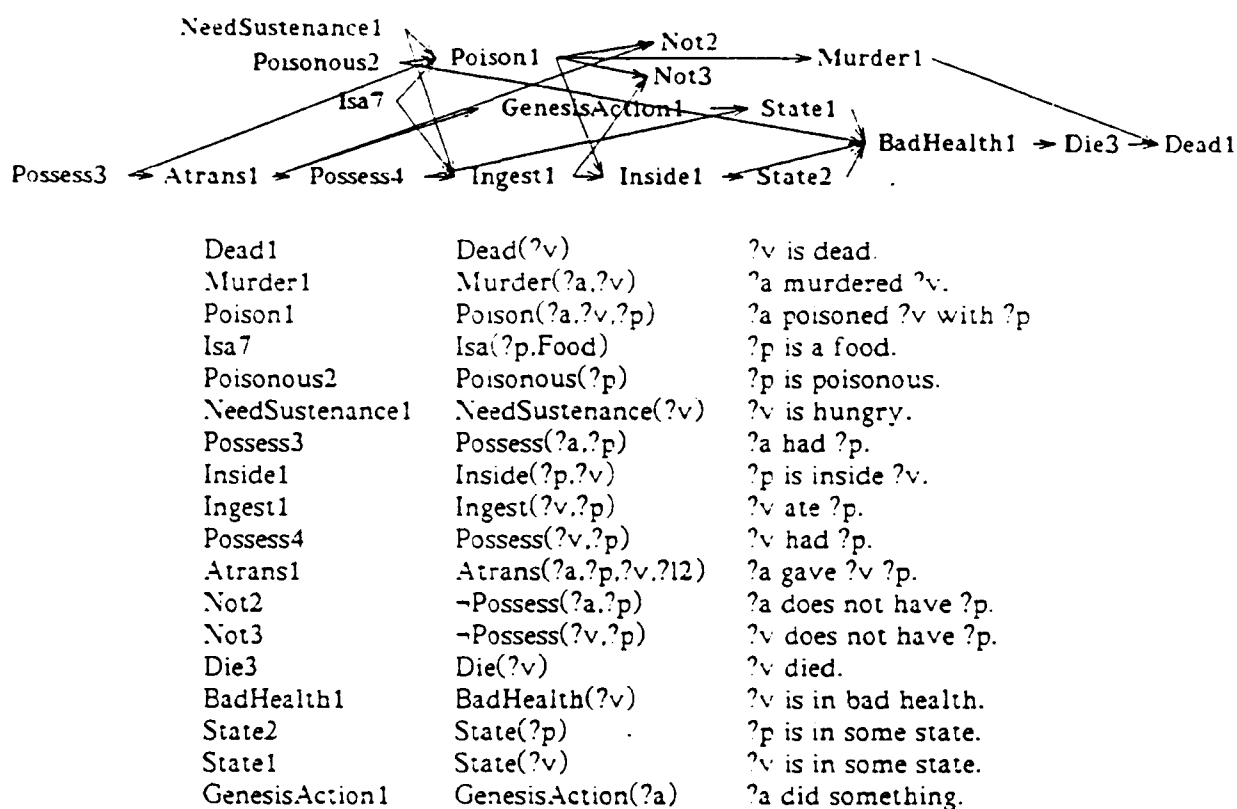 NeedSustenance1
Poisonous2 Poison1 Not2 Murder1
Not3
Isa7 GenesisAction1 State1
BadHealth1 Die3 Dead1
Possess3 Atrans1 Possess4 Ingest1 Inside1 State2
Dead1 Dead(?v) ?v is dead.
Murder1 Murder(?a,?v) ?a murdered ?v.
Poison1 Poison(?a,?v,?p) ?a poisoned ?v with ?p
Isa7 Isa(?p,Food) ?p is a food.
Poisonous2 Poisonous(?p) ?p is poisonous.
NeedSustenance1 NeedSustenance(?v) ?v is hungry.
Possess3 Possess(?a,?p) ?a had ?p.
Inside1 Inside(?p,?v) ?p is inside ?v.
Ingest1 Ingest(?v,?p) ?v ate ?p.
Possess4 Possess(?v,?p) ?v had ?p.
Atrans1 Atrans(?a,?p,?v,?l2) ?a gave ?v ?p.
Not2 ¬Possess(?a,?p) ?a does not have ?p.
Not3 ¬Possess(?v,?p) ?v does not have ?p.
Die3 Die(?v) ?v died.
BadHealth1 BadHealth(?v) ?v is in bad health.
State2 State(?p) ?p is in some state.
State1 State(?v) ?v is in some state.
GenesisAction1 GenesisAction(?a) ?a did something.